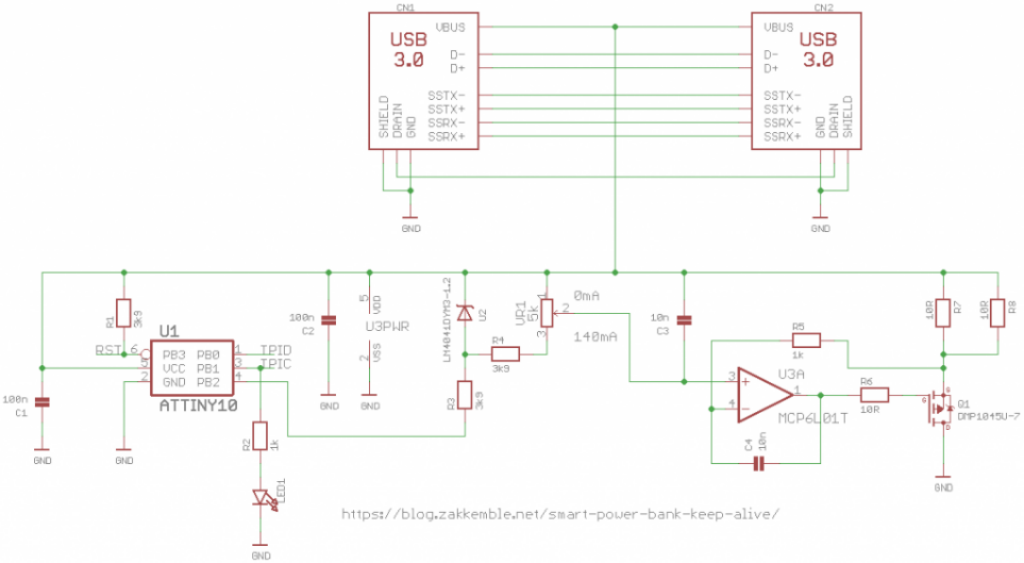 CN1
CN2
VBUS
VBUS
USB
3.0
USB
3.0
D-
D-
D+
D+
SSTX-
SSTX-
SSTX+
SSTX+
SSRX-
SSRX-
SSRX+
SSRX+
SHIELD
DRAIN
GND
GND
DRAIN
SHIELD
GND
GND
R1
3k9
100n
C2
5
VDD
U3PWR
2
VSS
LM4041DYM3-1.2
U2
VR1
5k
1
2
3
0mA
140mA
10n
C3
10R
R7
10R
R8
U1
RST
6
PB3
PB0
1
TPID
5
VCC
PB1
3
TPIC
2
GND
PB2
4
ATTINY10
R4
3k9
R3
3k9
R5
1k
U3A
3
+
4
-
1
MCP6L01T
R6
10R
G
S
D
Q1
DMP1045U-7
100n
C1
GND
GND
GND
GND
R2
1k
LED1
GND
C4
10n
GND
https://blog.zakkemble.net/smart-power-bank-keep-alive/